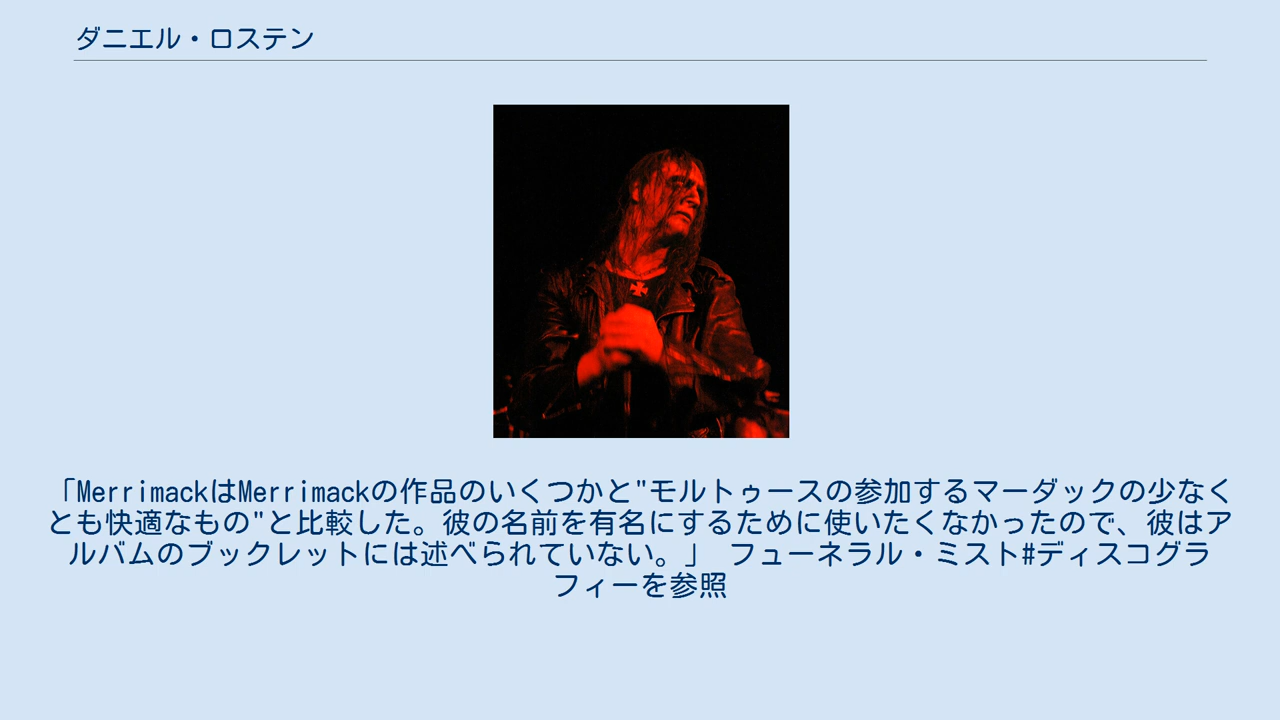 ダニエル・ロステン
「MerrimackはMerrimackの作品のいくつかと"モルトゥースの参加するマーダックの少なく
とも快適なもの"と比較した。彼の名前を有名にするために使いたくなかったので、彼はア
ルバムのブックレットには述べられていない。」 フューネラル・ミスト#ディスコグラ
フィーを参照